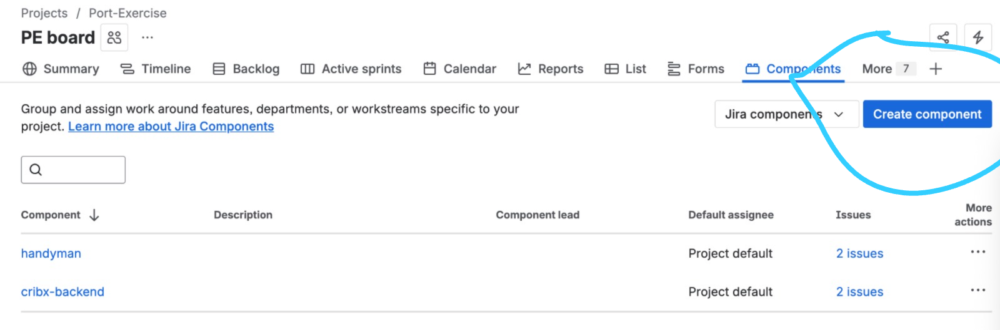 Projects / Port-Exercise
PE board ...
Summary Timeline Backlog Active sprints Calendar Reports List Forms Components More 7 +
Group and assign work around features, departments, or workstreams specific to your
project. Learn more about Jira Components
Jira components Create component
Component ↓ Description Component lead Default assignee Issues More actions
handyman Project default 2 issues ...
cribx-backend Project default 2 issues ...